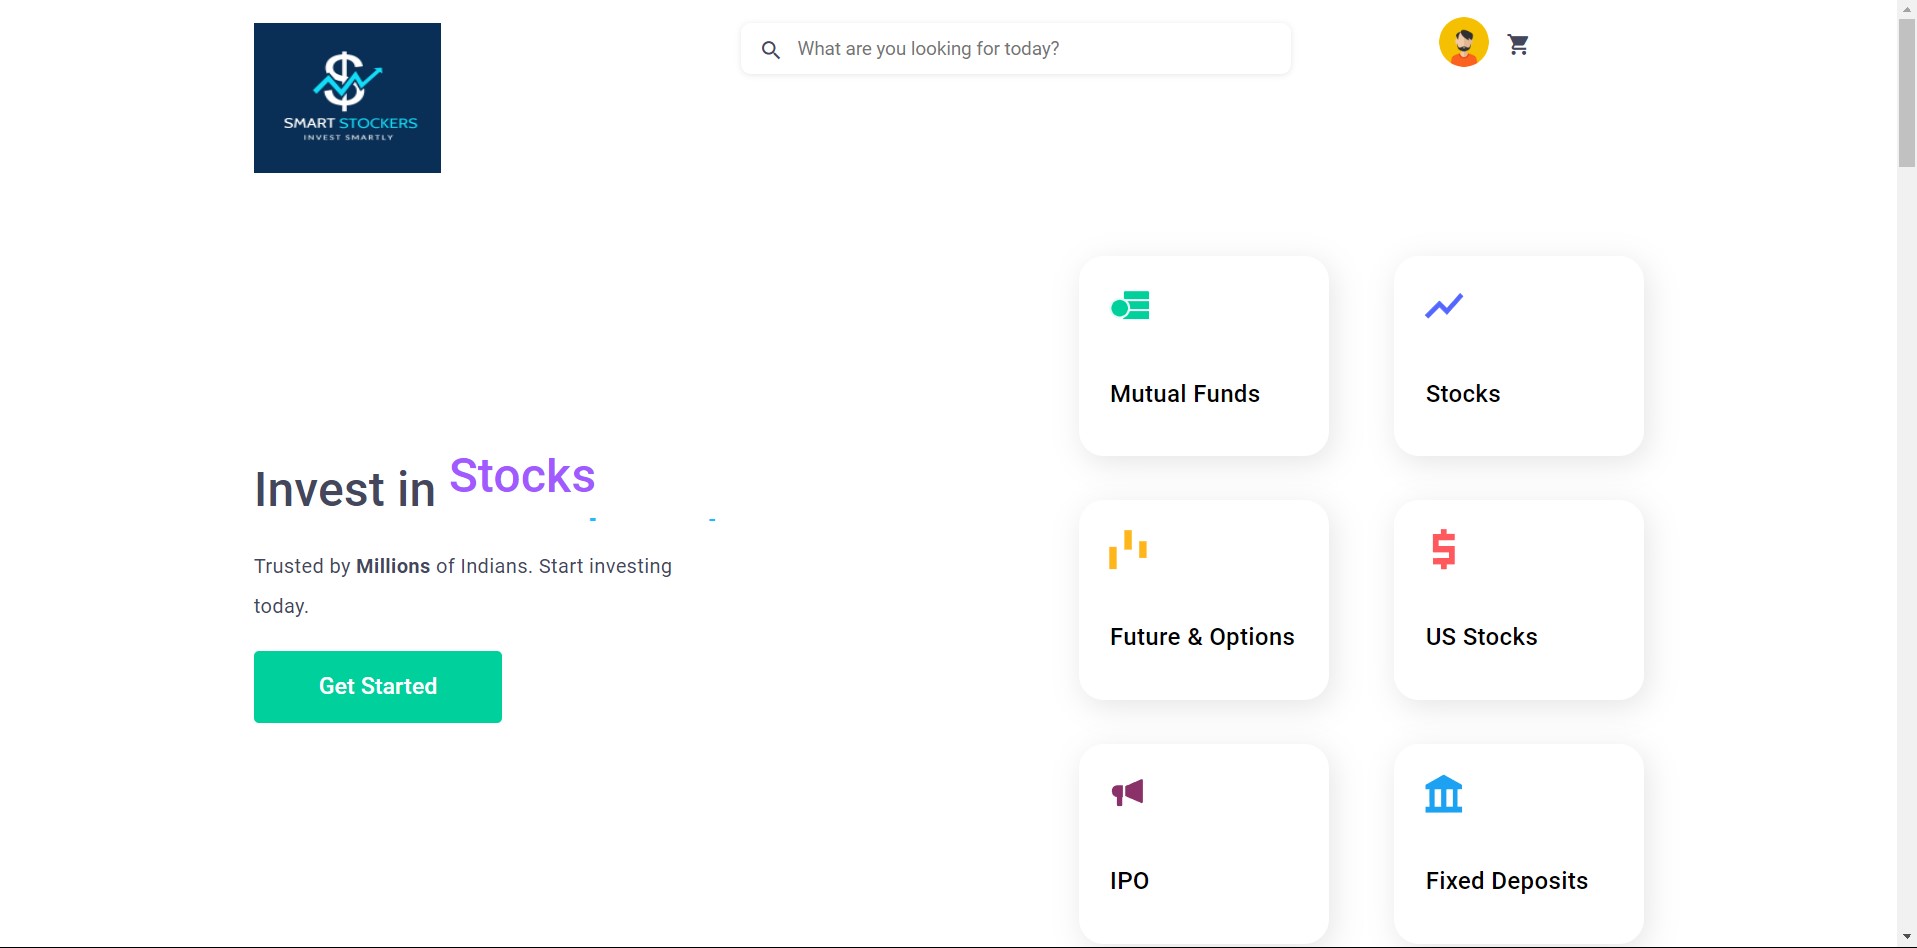 SMART STOCKERS
INVEST SMARTLY
What are you looking for today?
Invest in Stocks
Trusted by Millions of Indians. Start investing
today.
Get Started
Mutual Funds
Stocks
Future & Options
US Stocks
IPO
Fixed Deposits